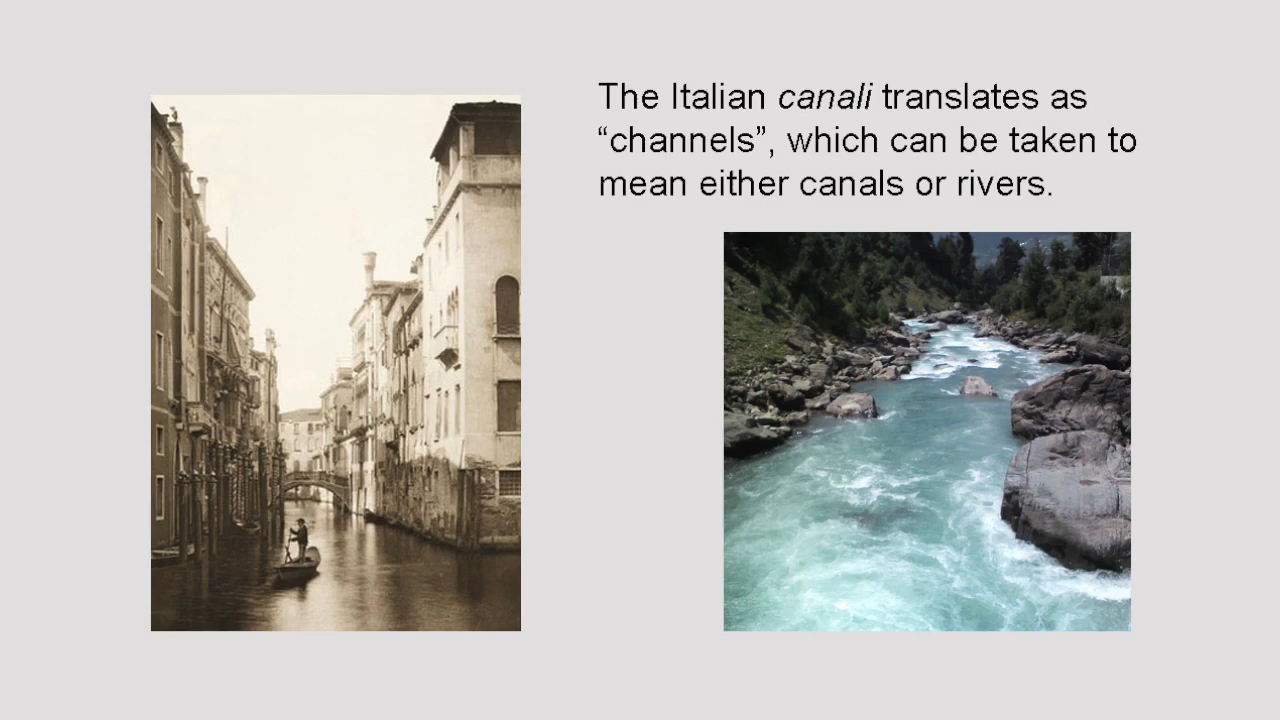 The Italian canali translates as
“channels”, which can be taken to
mean either canals or rivers.